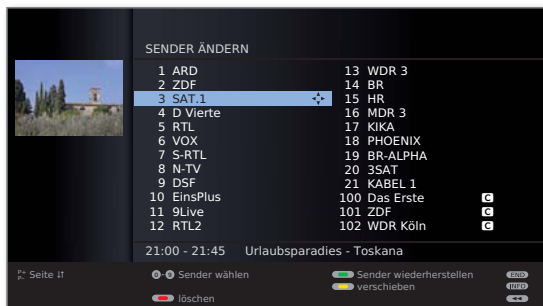 SENDER ÄNDERN
1 ARD
2 ZDF
3 SAT.1
4 D Vierte
5 RTL
6 VOX
7 S-RTL
8 N-TV
9 DSF
10 EinsPlus
11 9Live
12 RTL2
13 WDR 3
14 BR
15 HR
16 MDR 3
17 KIKA
18 PHOENIX
19 BR-ALPHA
20 3SAT
21 KABEL 1
100 Das Erste C
101 ZDF C
102 WDR Köln C
21:00 - 21:45 Urlaubsparadies - Toskana
P+ P- Seite ↓↑ 0-9 Sender wählen Sender wiederherstellen END
verschieben INFO
löschen